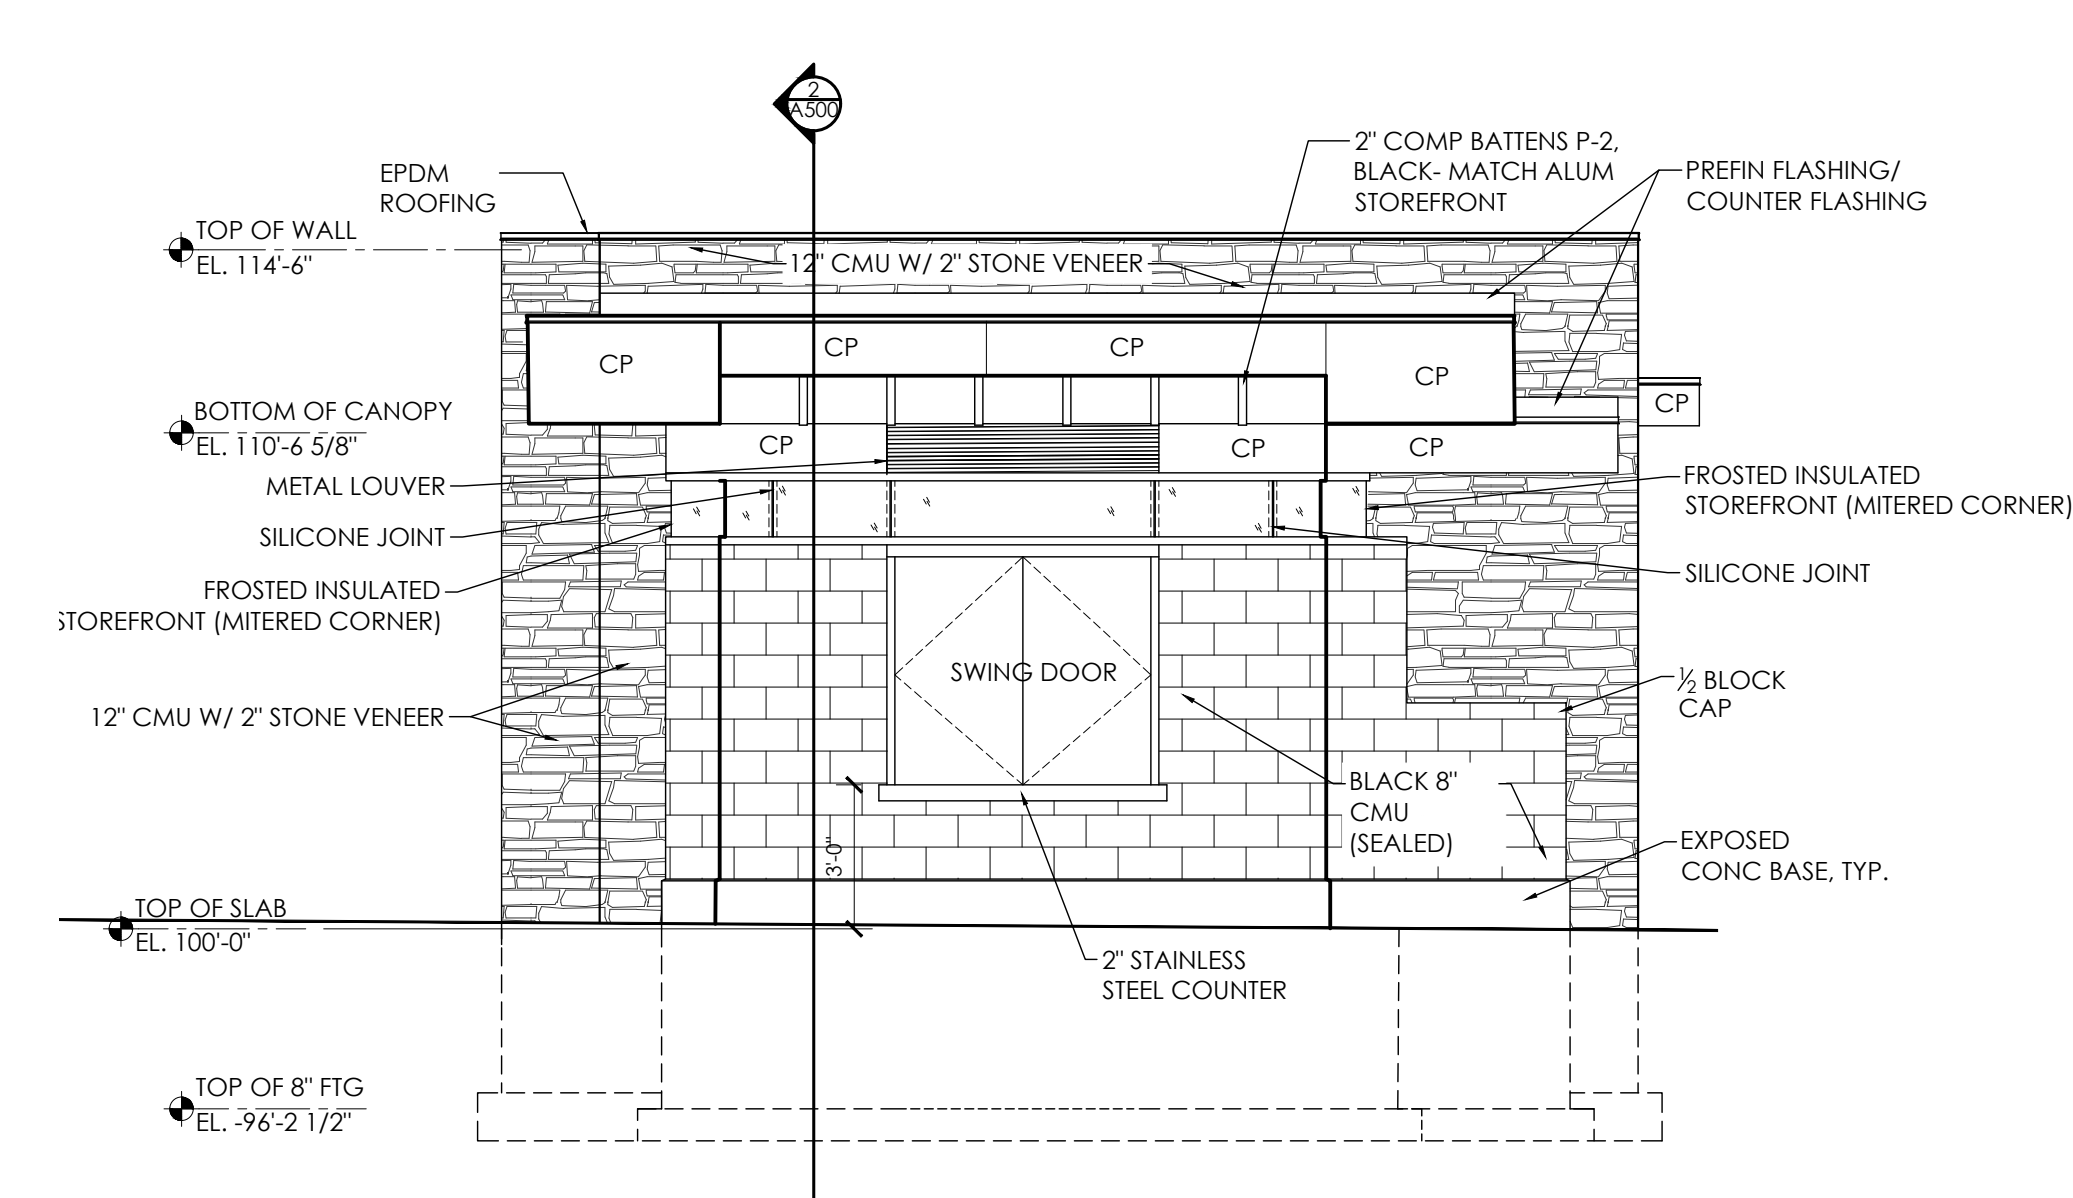 2
A500
2" COMP BATTENS P-2,
BLACK- MATCH ALUM
STOREFRONT
PREFIN FLASHING/
COUNTER FLASHING
EPDM
ROOFING
TOP OF WALL
EL. 114'-6"
12" CMU W/ 2" STONE VENEER
CP
CP
CP
CP
CP
BOTTOM OF CANOPY
EL. 110'-6 5/8"
CP
CP
CP
METAL LOUVER
FROSTED INSULATED
STOREFRONT (MITERED CORNER)
SILICONE JOINT
SILICONE JOINT
FROSTED INSULATED
STOREFRONT (MITERED CORNER)
SWING DOOR
½ BLOCK
CAP
12" CMU W/ 2" STONE VENEER
BLACK 8"
CMU
(SEALED)
3'-0"
EXPOSED
CONC BASE, TYP.
TOP OF SLAB
EL. 100'-0"
2" STAINLESS
STEEL COUNTER
TOP OF 8" FTG
EL. -96'-2 1/2"